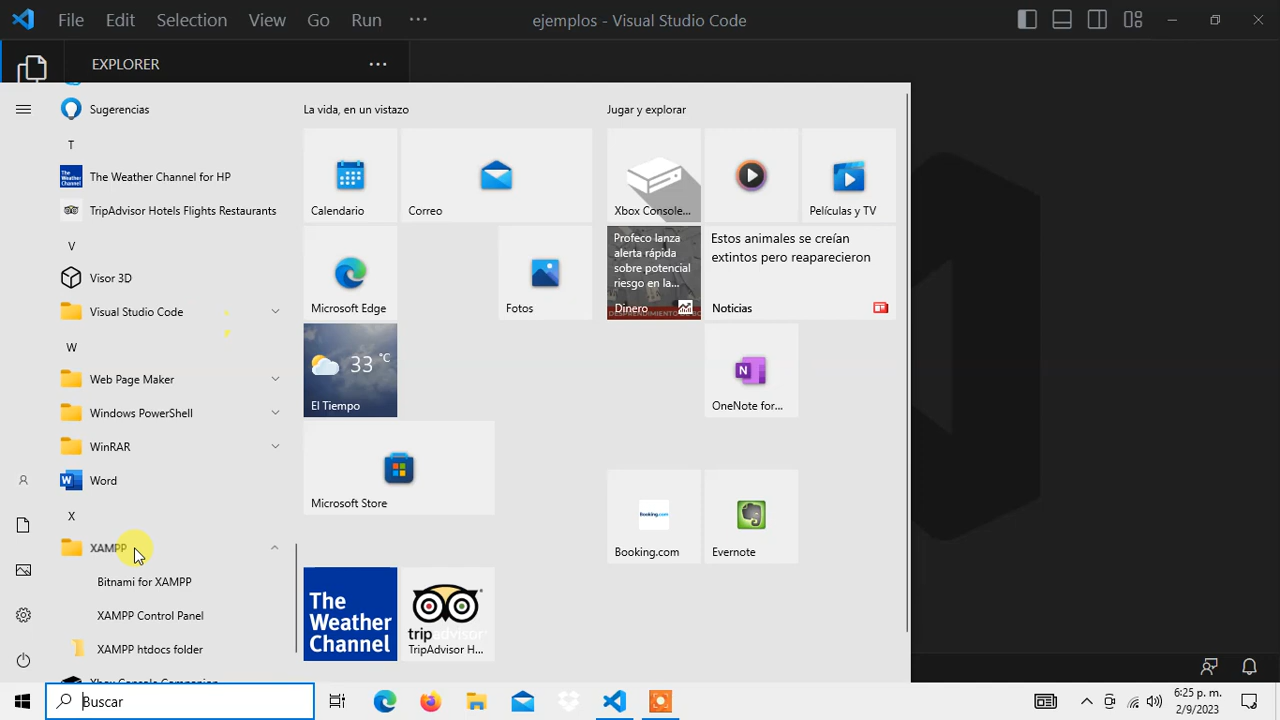 File Edit Selection View Go Run ···
ejemplos - Visual Studio Code
EXPLORER
Sugerencias
T
The Weather Channel for HP
TripAdvisor Hotels Flights Restaurants
V
Visor 3D
Visual Studio Code
W
Web Page Maker
Windows PowerShell
WinRAR
Word
X
XAMPP
Bitnami for XAMPP
XAMPP Control Panel
XAMPP htdocs folder
Xbox Console Companion
La vida, en un vistazo
Calendario
Correo
Microsoft Edge
Fotos
33 °C
El Tiempo
Microsoft Store
The
Weather
Channel
tripadvisor
TripAdvisor H...
Jugar y explorar
Xbox Console...
Películas y TV
Profeco lanza
alerta rápida
sobre potencial
riesgo en la...
Dinero
Estos animales se creían
extintos pero reaparecieron
Noticias
OneNote for...
Booking.com
Booking.com
Evernote
Buscar
6:25 p. m.
2/9/2023